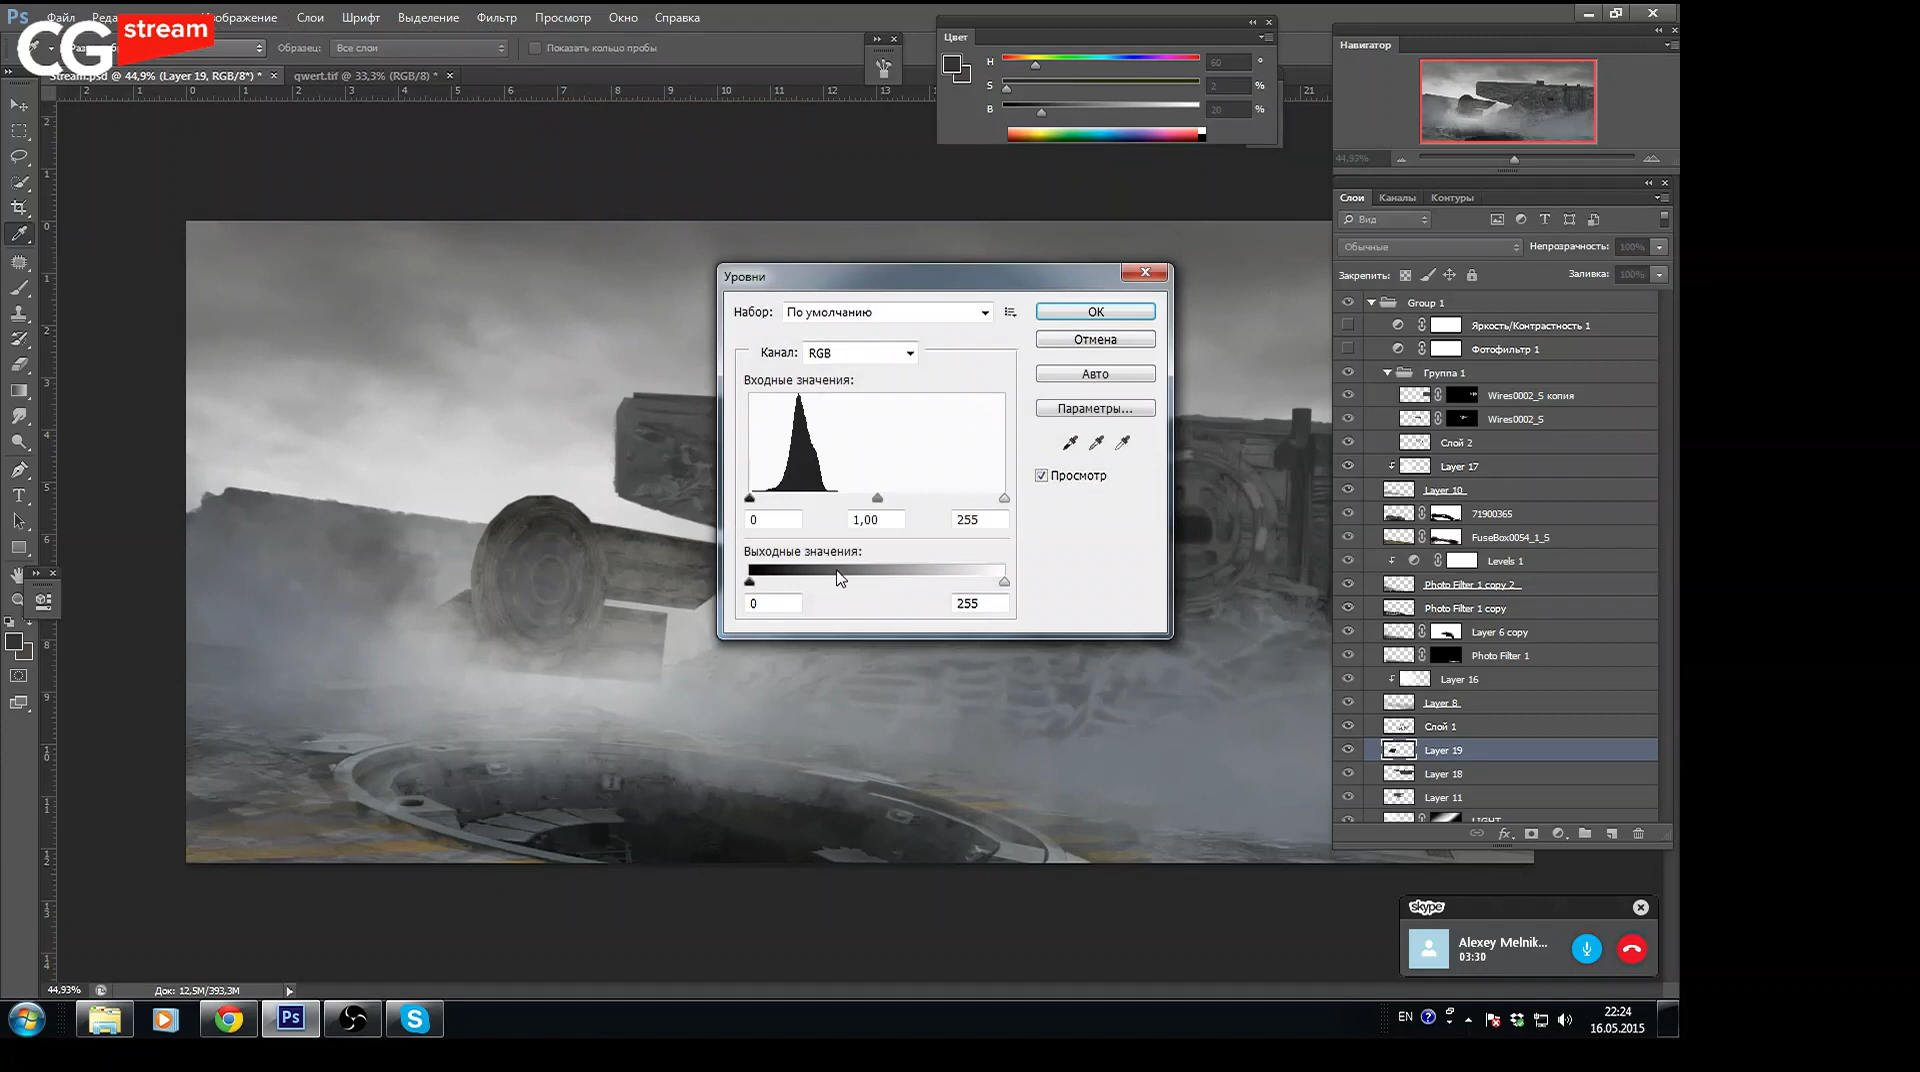 Ps
Файл
Изображение
Слои
Шрифт
Выделение
Фильтр
Просмотр
Окно
Справка
CG stream
Образец:
Все слои
Показать кольцо пробы
Stream.psd @ 44,9% (Layer 19, RGB/8*) *
qwert.tif @ 33,3% (RGB/8) *
Цвет
H
60
°
S
2
%
B
20
%
Навигатор
44,93%
Слои
Каналы
Контуры
Вид
Обычные
Непрозрачность:
100%
Закрепить:
Заливка:
100%
Group 1
Яркость/Контрастность 1
Фотофильтр 1
Группа 1
Wires0002_S копия
Wires0002_S
Слой 2
Layer 17
Layer 10
71900365
FuseBox0054_1_S
Levels 1
Photo Filter 1 copy 2
Photo Filter 1 copy
Layer 6 copy
Photo Filter 1
Layer 16
Layer 8
Слой 1
Layer 19
Layer 18
Layer 11
LIGHT
fx
Уровни
Набор:
По умолчанию
OK
Отмена
Канал:
RGB
Авто
Входные значения:
Параметры...
Просмотр
0
1,00
255
Выходные значения:
0
255
skype
Alexey Melnik...
03:30
44,93%
Док: 12,5M/393,3M
Ps
EN
22:24
16.05.2015